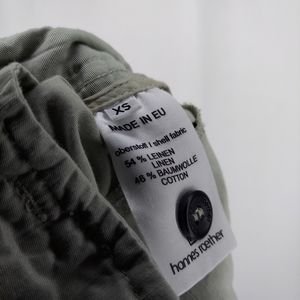 XS
MADE IN EU
oberstoff / shell fabric
54 % LEINEN
LINEN
46 % BAUMWOLLE
COTTON
hannes roether